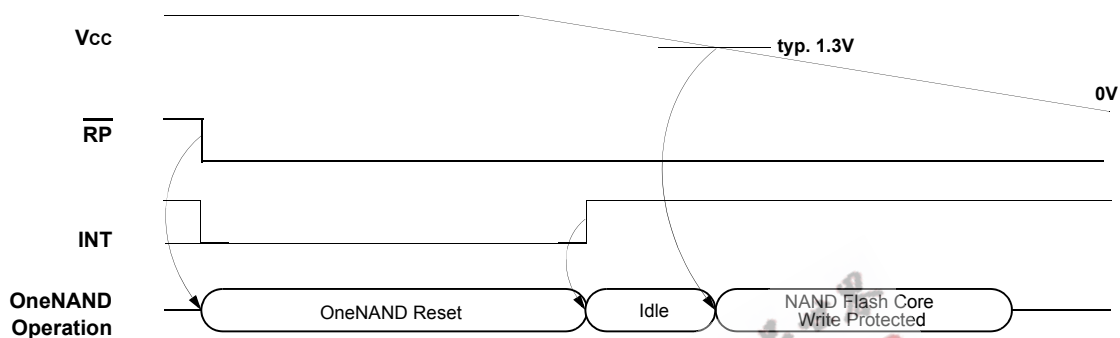 VCC
typ. 1.3V
0V
RP
INT
OneNAND Operation
OneNAND Reset
Idle
NAND Flash Core
Write Protected